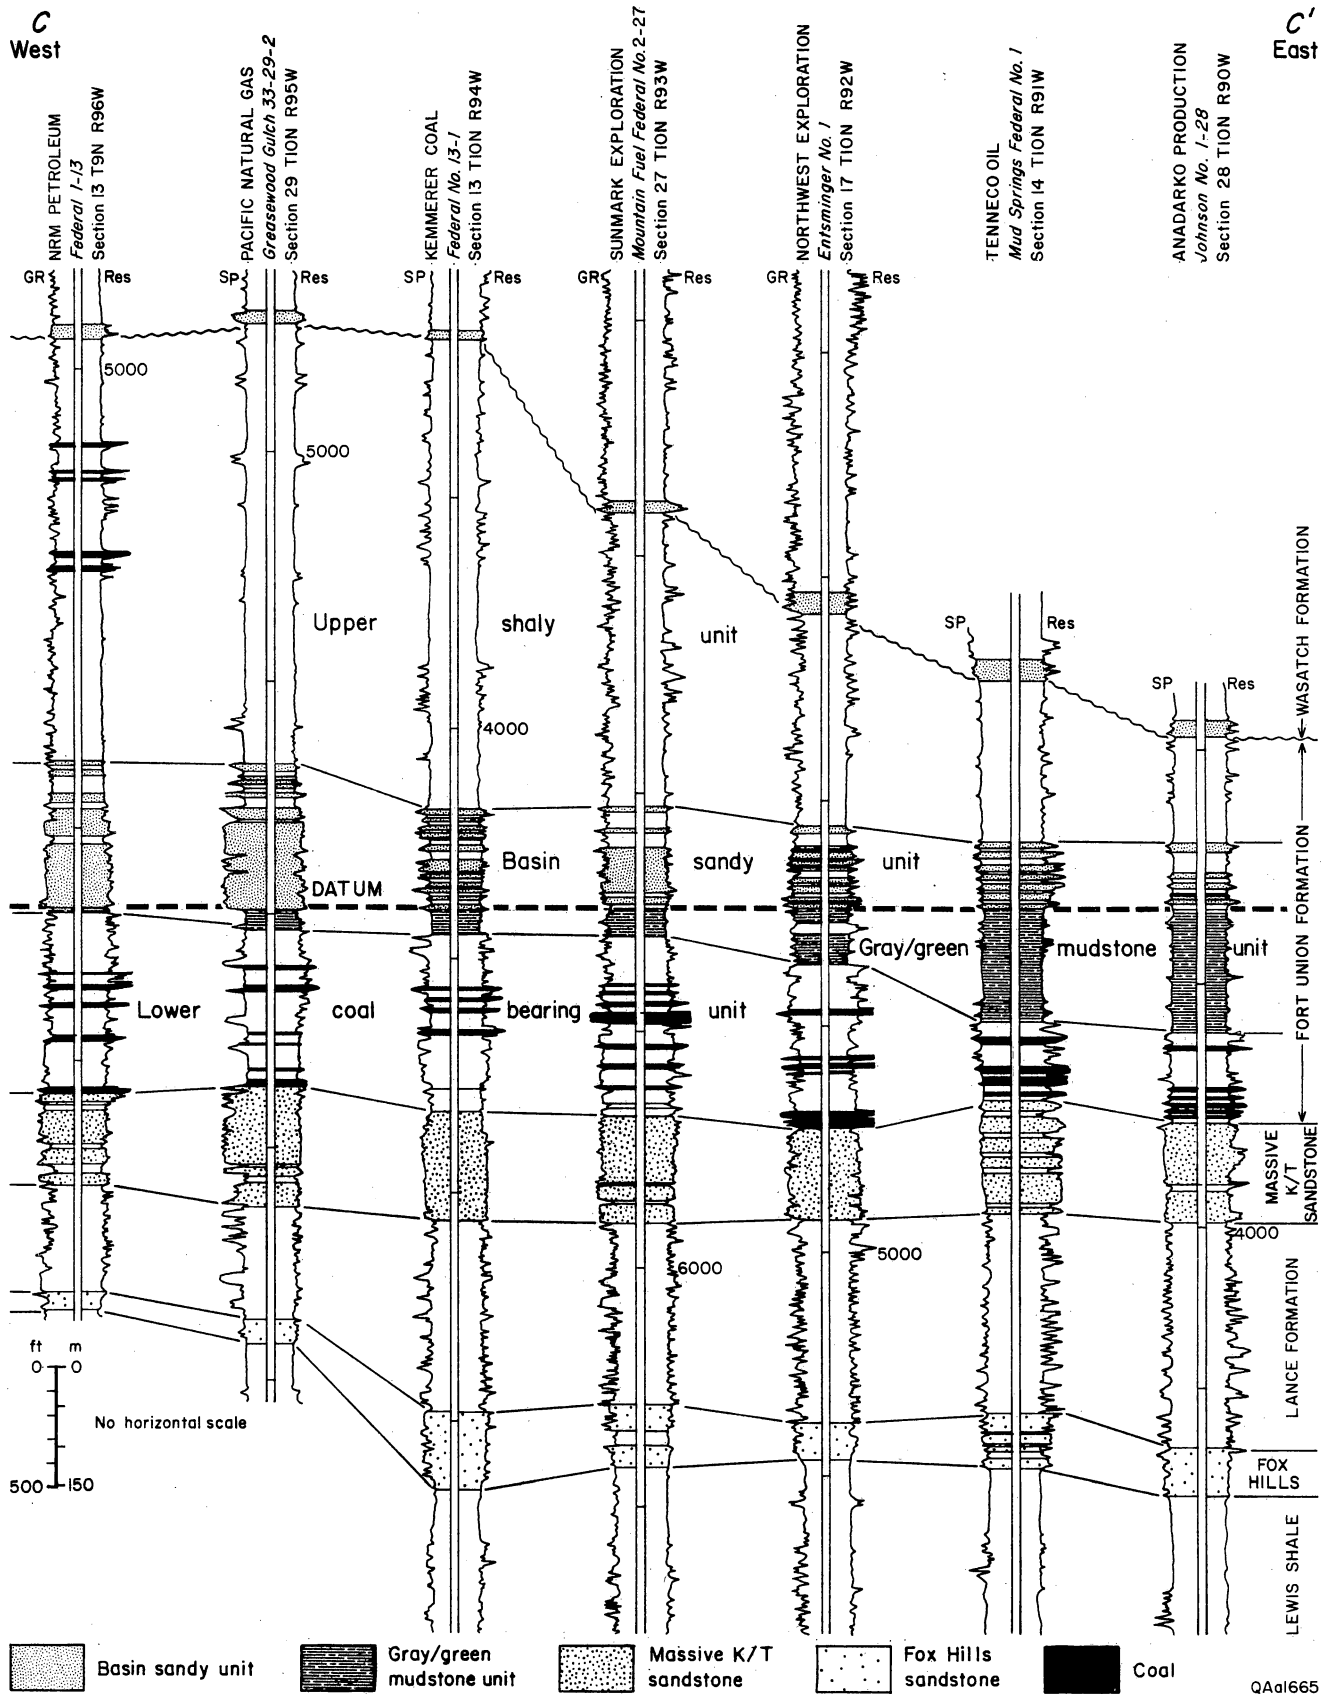 C
West
C'
East
NRM PETROLEUM
Federal 1-13
Section 13 T9N R96W
PACIFIC NATURAL GAS
Greasewood Gulch 33-29-2
Section 29 T10N R95W
KEMMERER COAL
Federal No. 13-1
Section 13 T10N R94W
SUNMARK EXPLORATION
Mountain Fuel Federal No. 2-27
Section 27 T10N R93W
NORTHWEST EXPLORATION
Entsminger No. 1
Section 17 T10N R92W
TENNECO OIL
Mud Springs Federal No. 1
Section 14 T10N R91W
ANADARKO PRODUCTION
Johnson No. 1-28
Section 28 T10N R90W
GR Res
SP Res
SP Res
GR Res
GR Res
SP Res
SP Res
5000
5000
4000
Upper shaly unit
Basin sandy unit
DATUM
Gray/green mudstone unit
Lower coal bearing unit
6000
5000
4000
WASATCH FORMATION
FORT UNION FORMATION
MASSIVE
K/T
SANDSTONE
LANCE FORMATION
FOX
HILLS
LEWIS SHALE
ft m
0 0
500 150
No horizontal scale
Basin sandy unit
Gray/green
mudstone unit
Massive K/T
sandstone
Fox Hills
sandstone
Coal
QAa1665